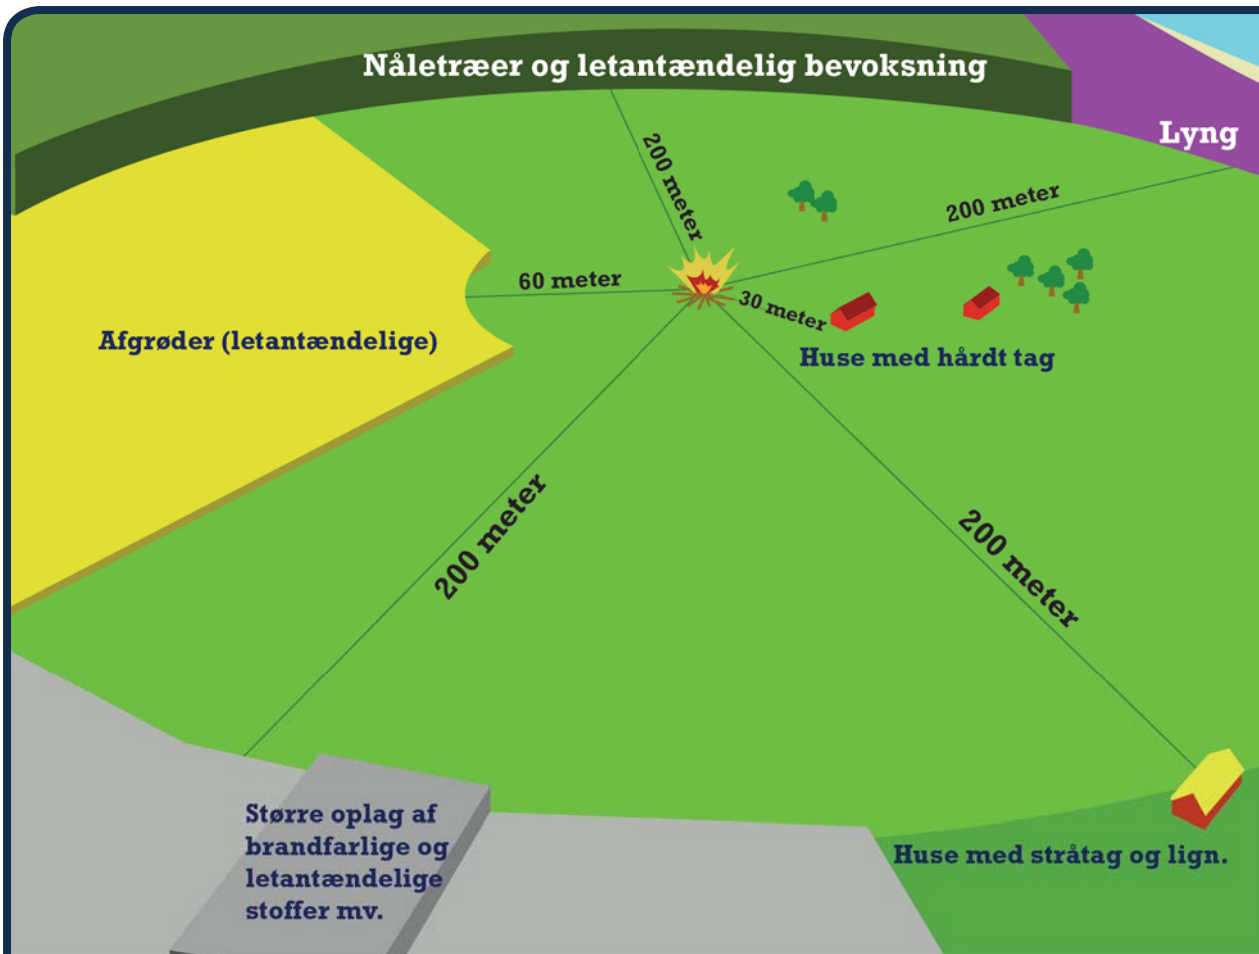 Nåletræer og letantændelig bevoksning
Lyng
200 meter
200 meter
60 meter
30 meter
Afgrøder (letantændelige)
Huse med hårdt tag
200 meter
200 meter
Større oplag af
brandfarlige og
letantændelige
stoffer mv.
Huse med stråtag og lign.